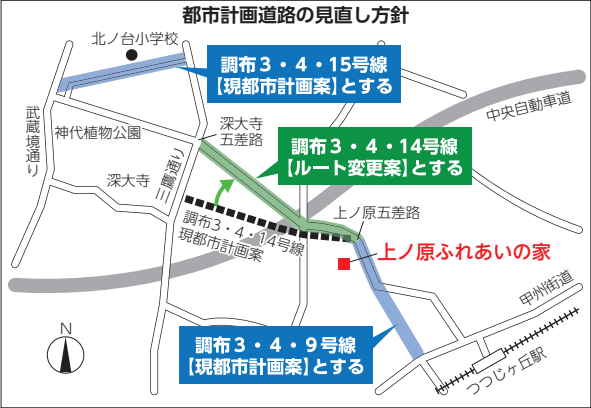 都市計画道路の見直し方針
北ノ台小学校
調布3・4・15号線
【現都市計画案】とする
中央自動車道
武蔵境通り
神代植物公園
深大寺
五差路
調布3・4・14号線
【ルート変更案】とする
三鷹通り
深大寺
上ノ原五差路
調布3・4・14号線
現都市計画案
上ノ原ふれあいの家
甲州街道
N
調布3・4・9号線
【現都市計画案】とする
つつじヶ丘駅